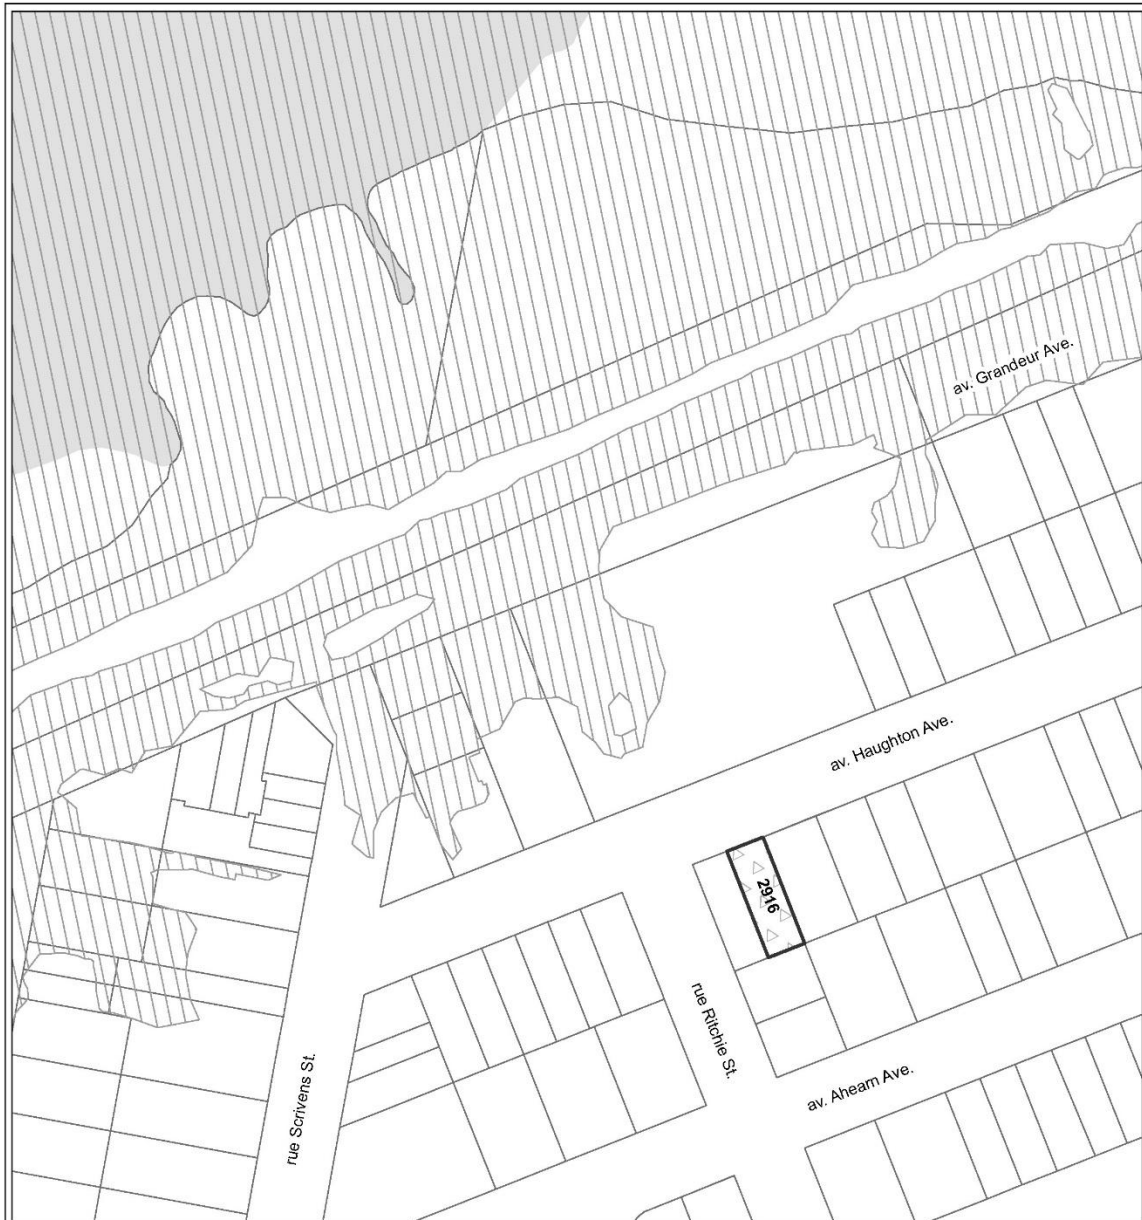 av. Grandeur Ave.
av. Haughton Ave.
2916
rue Ritchie St.
rue Scrivens St.
av. Ahearn Ave.